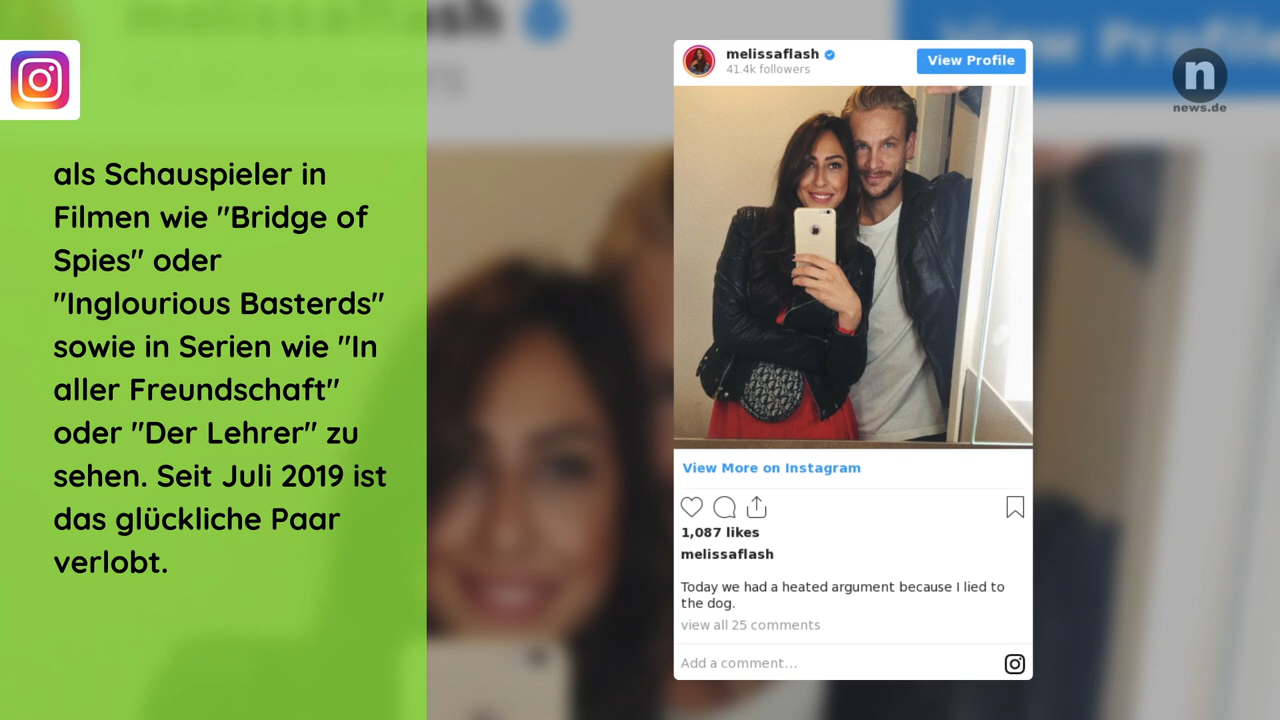 als Schauspieler in
Filmen wie "Bridge of
Spies" oder
"Inglourious Basterds"
sowie in Serien wie "In
aller Freundschaft"
oder "Der Lehrer" zu
sehen. Seit Juli 2019 ist
das glückliche Paar
verlobt.
melissaflash
41.4k followers
View Profile
View More on Instagram
1,087 likes
melissaflash
Today we had a heated argument because I lied to
the dog.
view all 25 comments
Add a comment...
n
news.de